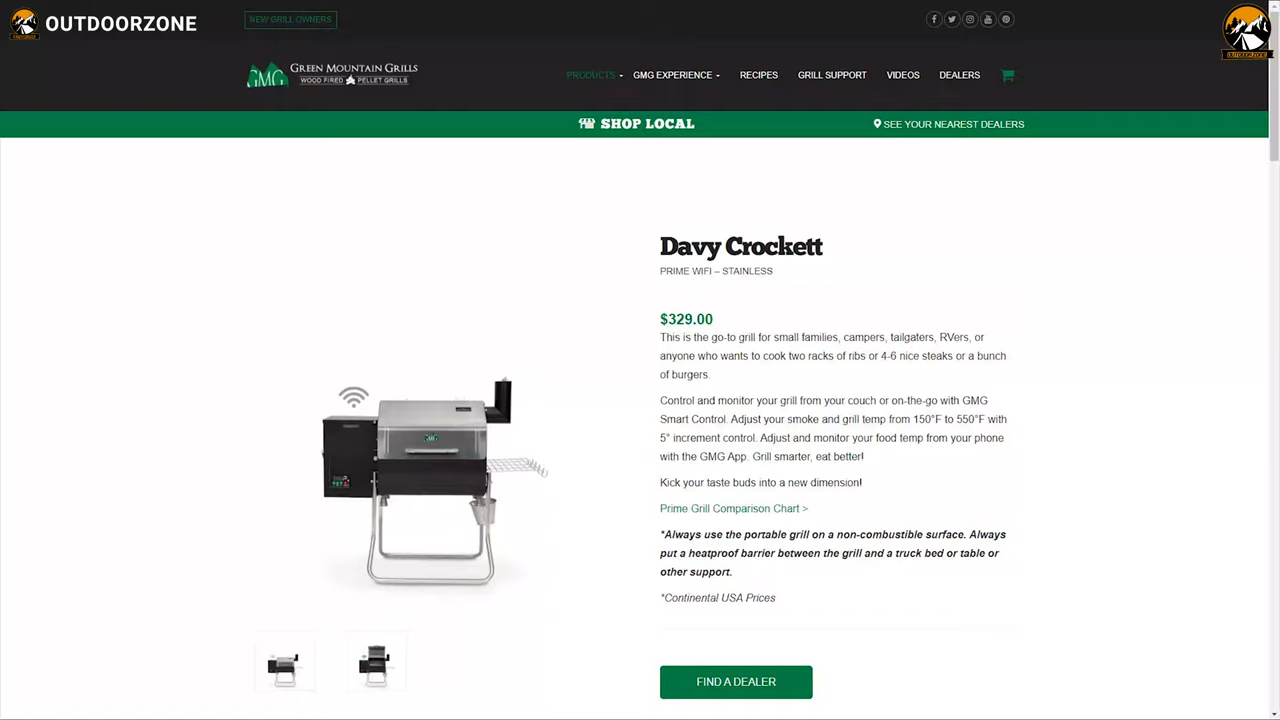 OUTDOORZONE
NEW GRILL OWNERS
GMG GREEN MOUNTAIN GRILLS
WOOD FIRED PELLET GRILLS
PRODUCTS GMG EXPERIENCE RECIPES GRILL SUPPORT VIDEOS DEALERS
SHOP LOCAL
SEE YOUR NEAREST DEALERS
Davy Crockett
PRIME WIFI – STAINLESS
$329.00
This is the go-to grill for small families, campers, tailgaters, RVers, or
anyone who wants to cook two racks of ribs or 4-6 nice steaks or a bunch
of burgers.
Control and monitor your grill from your couch or on-the-go with GMG
Smart Control. Adjust your smoke and grill temp from 150°F to 550°F with
5° increment control. Adjust and monitor your food temp from your phone
with the GMG App. Grill smarter, eat better!
Kick your taste buds into a new dimension!
Prime Grill Comparison Chart >
*Always use the portable grill on a non-combustible surface. Always
put a heatproof barrier between the grill and a truck bed or table or
other support.
*Continental USA Prices
FIND A DEALER
OUTDOORZONE
GMG